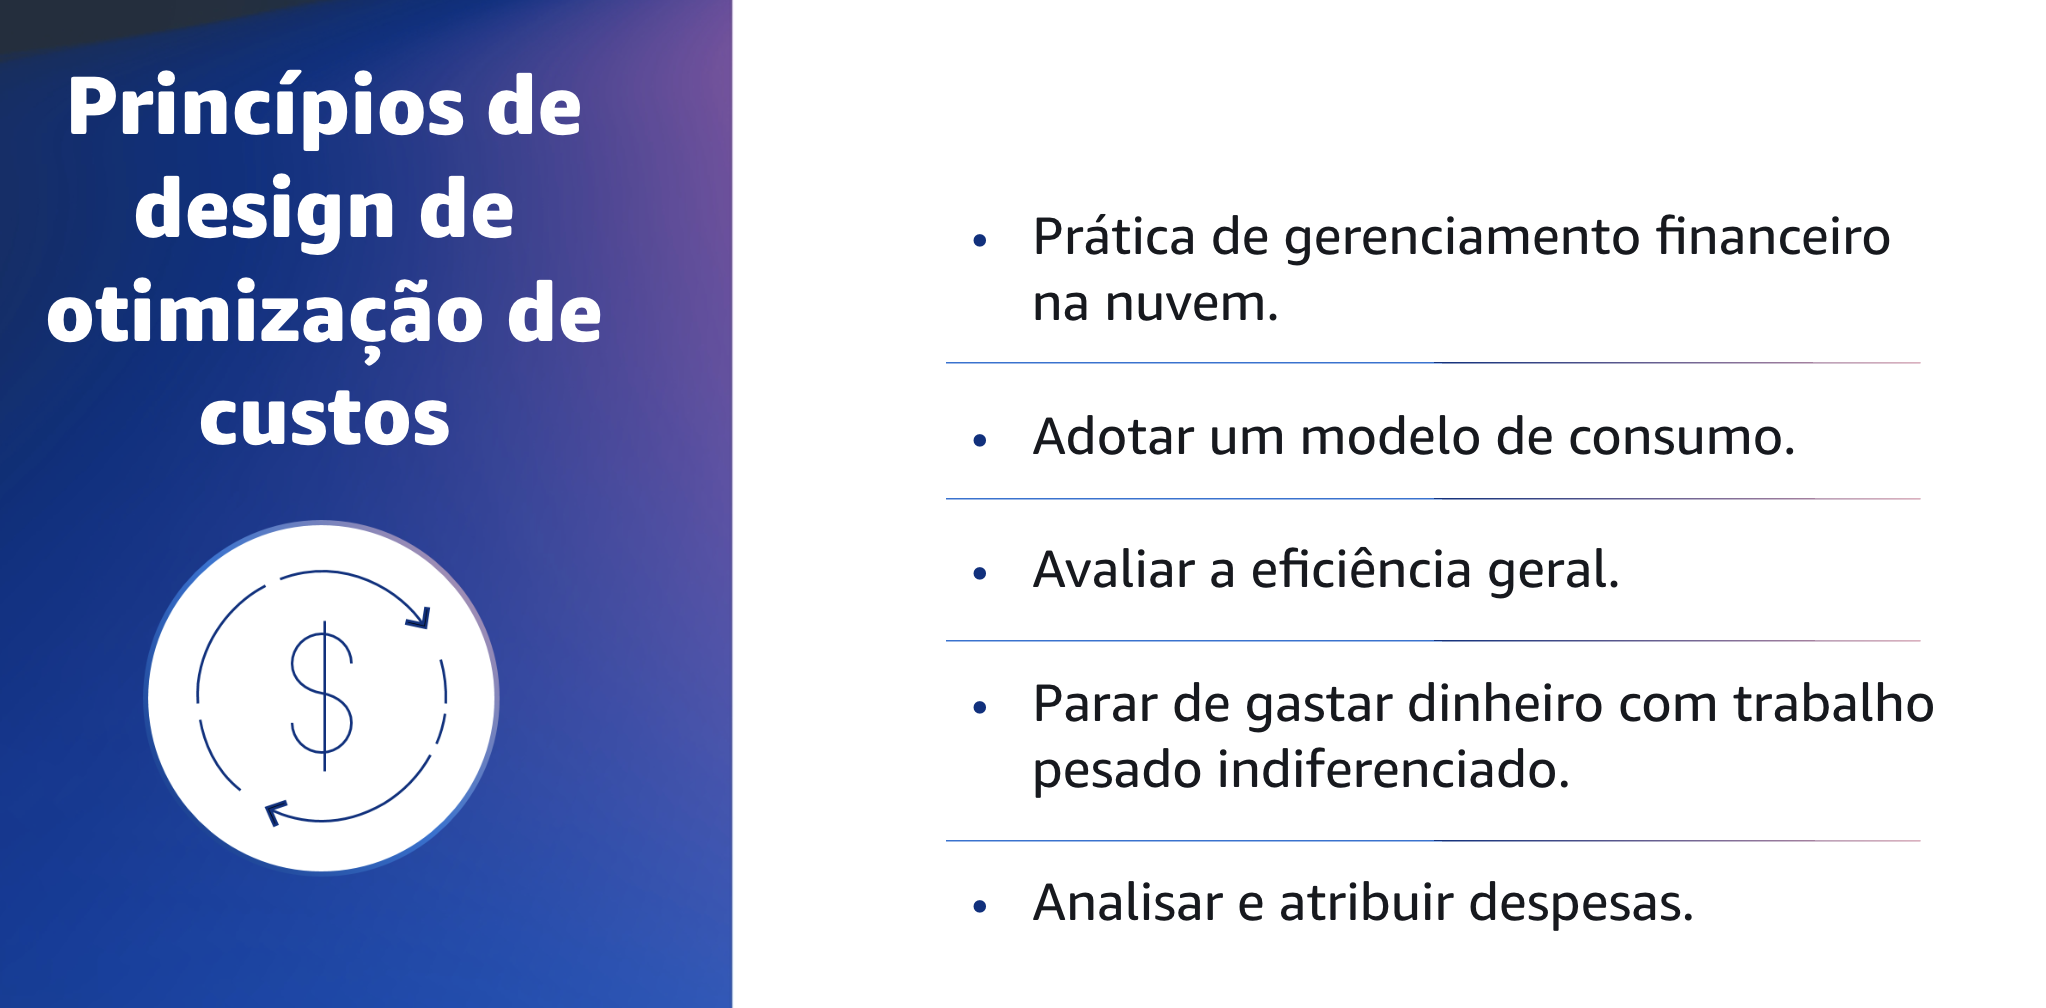 Princípios de
design de
otimização de
custos
• Prática de gerenciamento financeiro
na nuvem.
• Adotar um modelo de consumo.
• Avaliar a eficiência geral.
• Parar de gastar dinheiro com trabalho
pesado indiferenciado.
• Analisar e atribuir despesas.